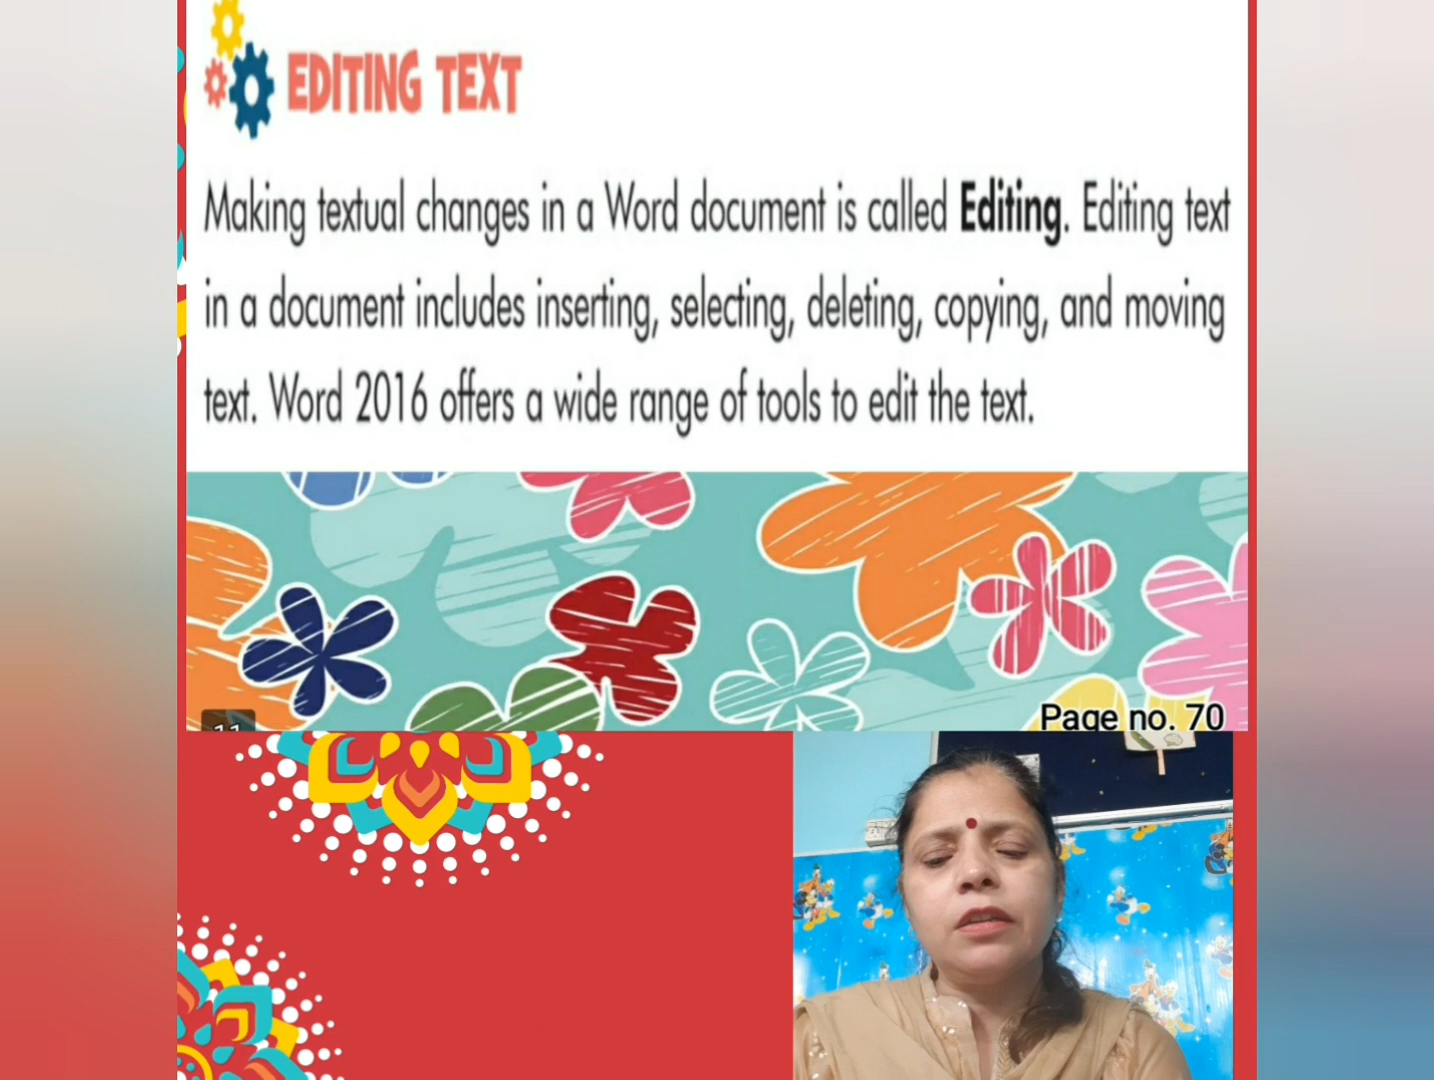 EDITING TEXT
Making textual changes in a Word document is called Editing. Editing text
in a document includes inserting, selecting, deleting, copying, and moving
text. Word 2016 offers a wide range of tools to edit the text.
11
Page no. 70